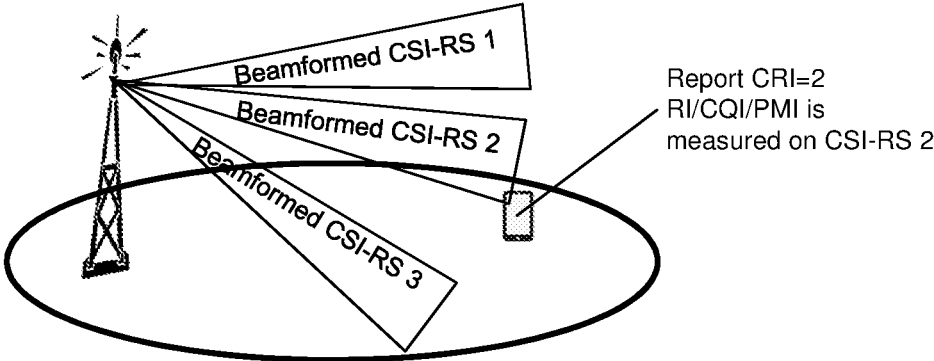 Beamformed CSI-RS 1
Beamformed CSI-RS 2
Beamformed CSI-RS 3
Report CRI=2
RI/CQI/PMI is
measured on CSI-RS 2